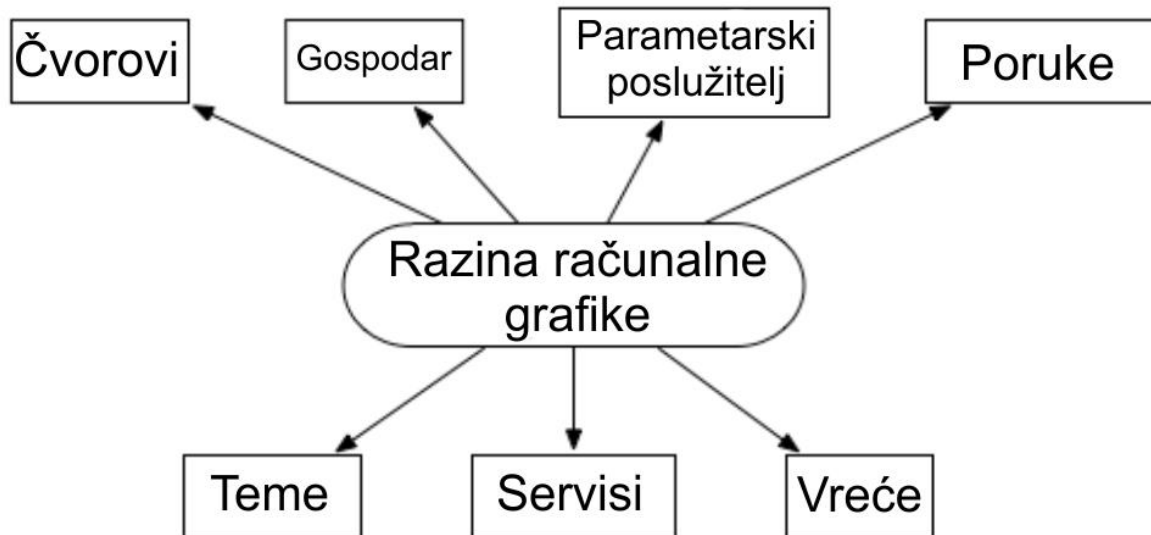 Čvorovi
Gospodar
Parametarski
poslužitelj
Poruke
Razina računalne
grafike
Teme
Servisi
Vreće